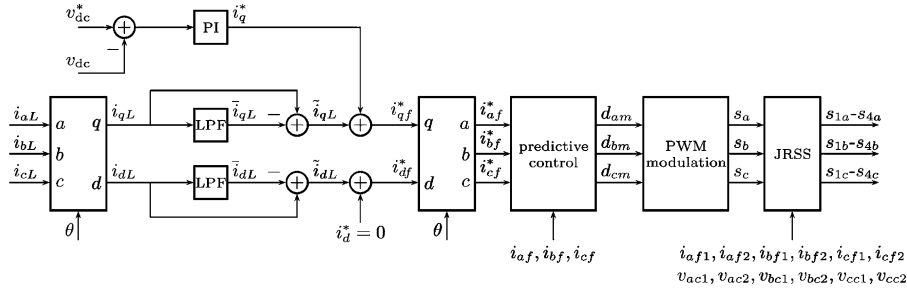 v*dc PI i*q
vdc
iaL a q iqL LPF i̅qL ĩqL i*qf q a i*af predictive control dam PWM modulation sa JRSS s1a-s4a
ibL b b i*bf dbm sb s1b-s4b
icL c d idL LPF i̅dL ĩdL i*df d c i*cf dcm sc s1c-s4c
θ i*d = 0 θ iaf, ibf, icf iaf1, iaf2, ibf1, ibf2, icf1, icf2
vac1, vac2, vbc1, vbc2, vcc1, vcc2